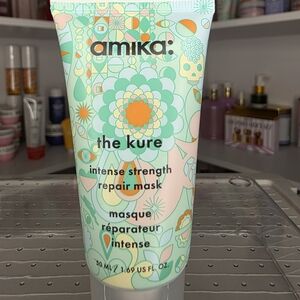 amika:
the kure
intense strength
repair mask
masque
réparateur
intense
50 ML / 1.69 US FL. OZ.